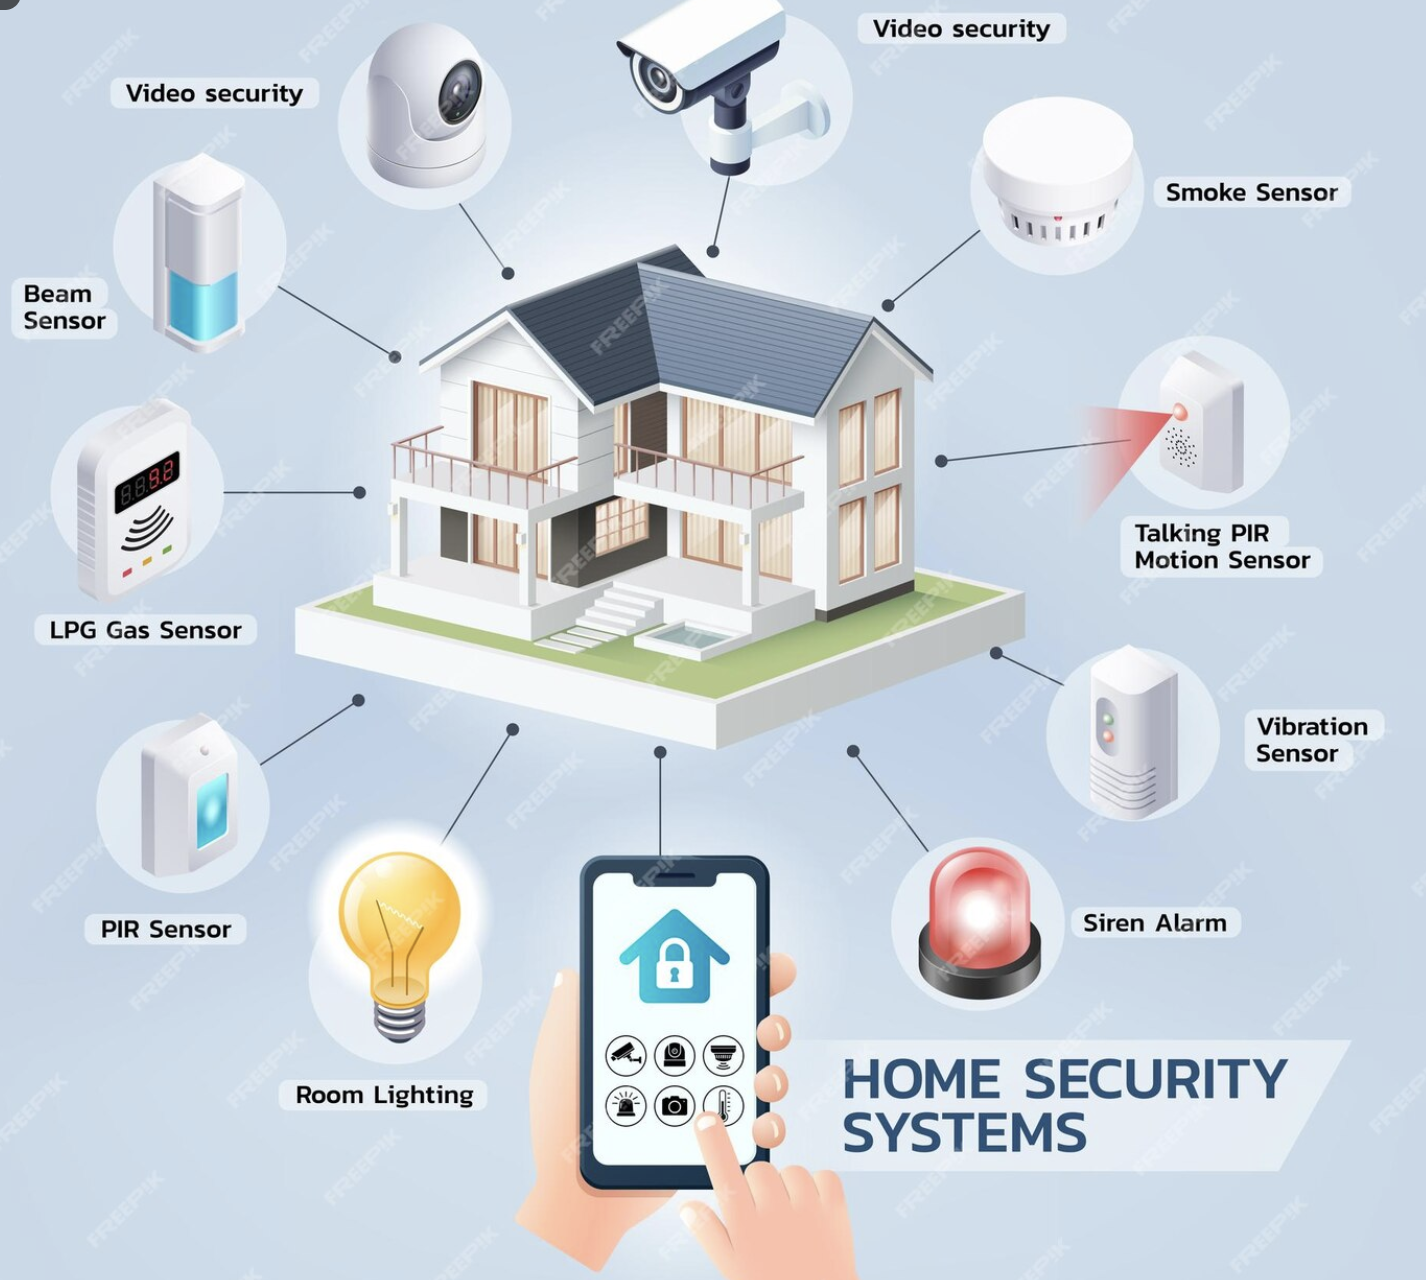 Video security
Video security
Smoke Sensor
Beam
Sensor
Talking PIR
Motion Sensor
LPG Gas Sensor
Vibration
Sensor
PIR Sensor
Siren Alarm
Room Lighting
HOME SECURITY
SYSTEMS
FREEPIK